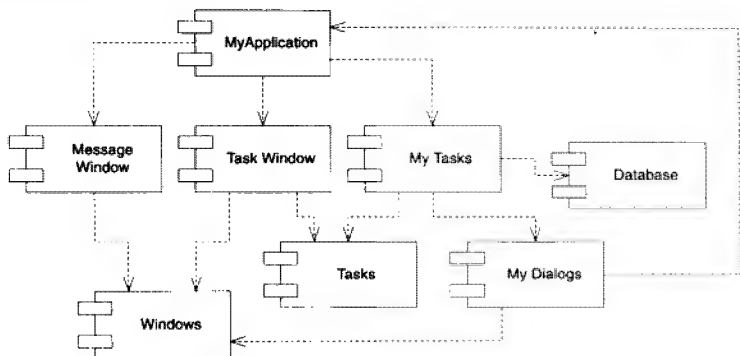 MyApplication
Message
Window
Task Window
My Tasks
Database
Tasks
My Dialogs
Windows